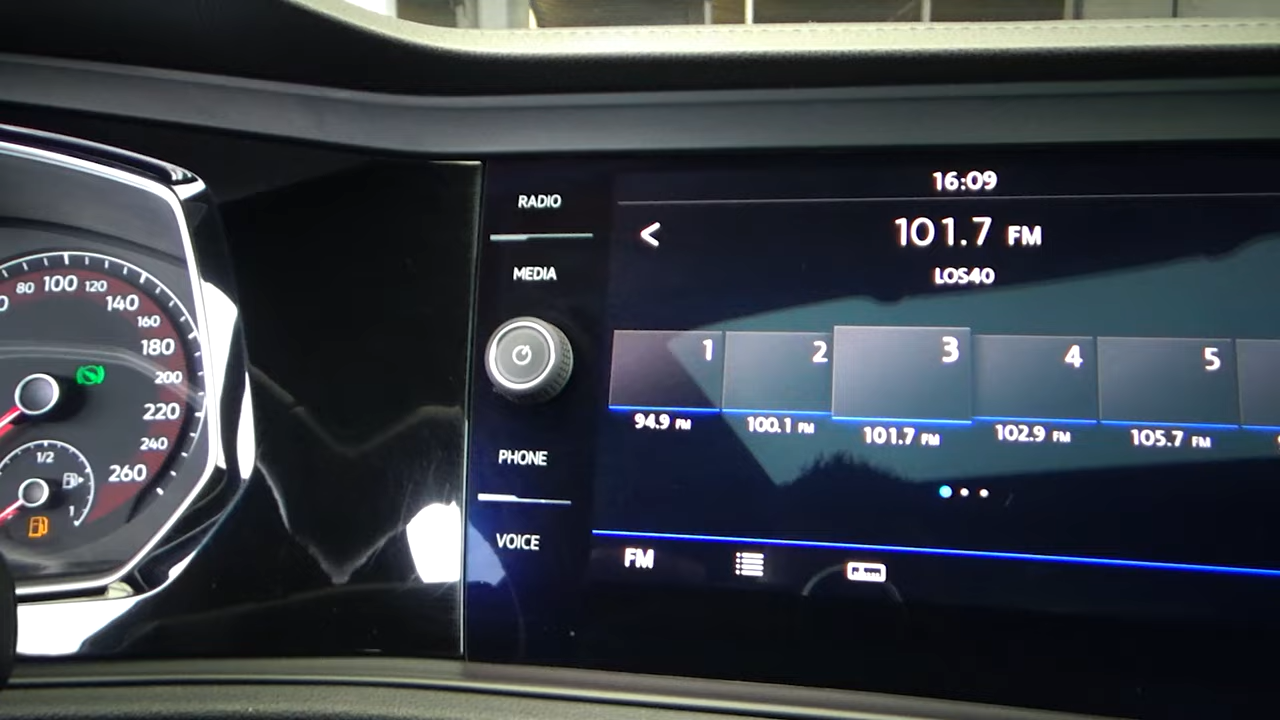 80 100 120
140
160
180
200
220
240
260
1/2
1
RADIO
MEDIA
PHONE
VOICE
16:09
<
101.7 FM
LOS40
1 2 3 4 5
94.9 FM 100.1 FM 101.7 FM 102.9 FM 105.7 FM
FM